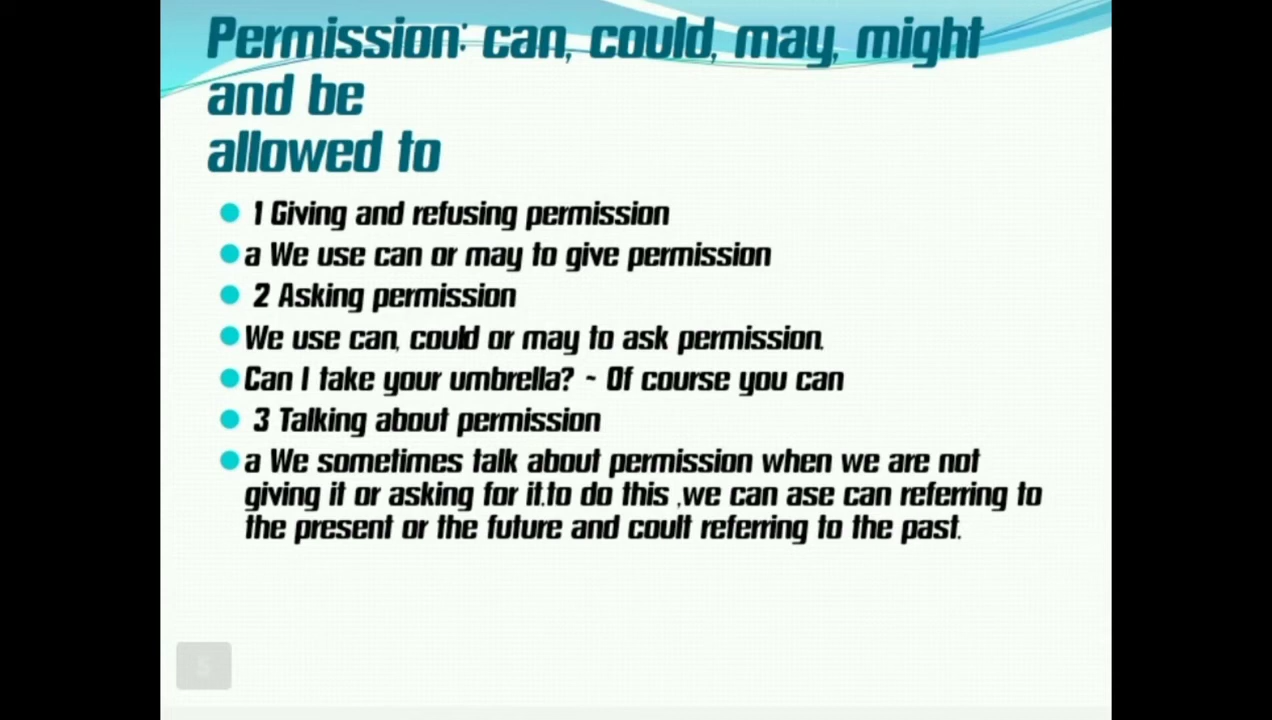 Permission: can, could, may, might
and be
allowed to
1 Giving and refusing permission
a We use can or may to give permission
2 Asking permission
We use can, could or may to ask permission.
Can I take your umbrella? - Of course you can
3 Talking about permission
a We sometimes talk about permission when we are not
giving it or asking for it.to do this ,we can ase can referring to
the present or the future and coult referring to the past.
5